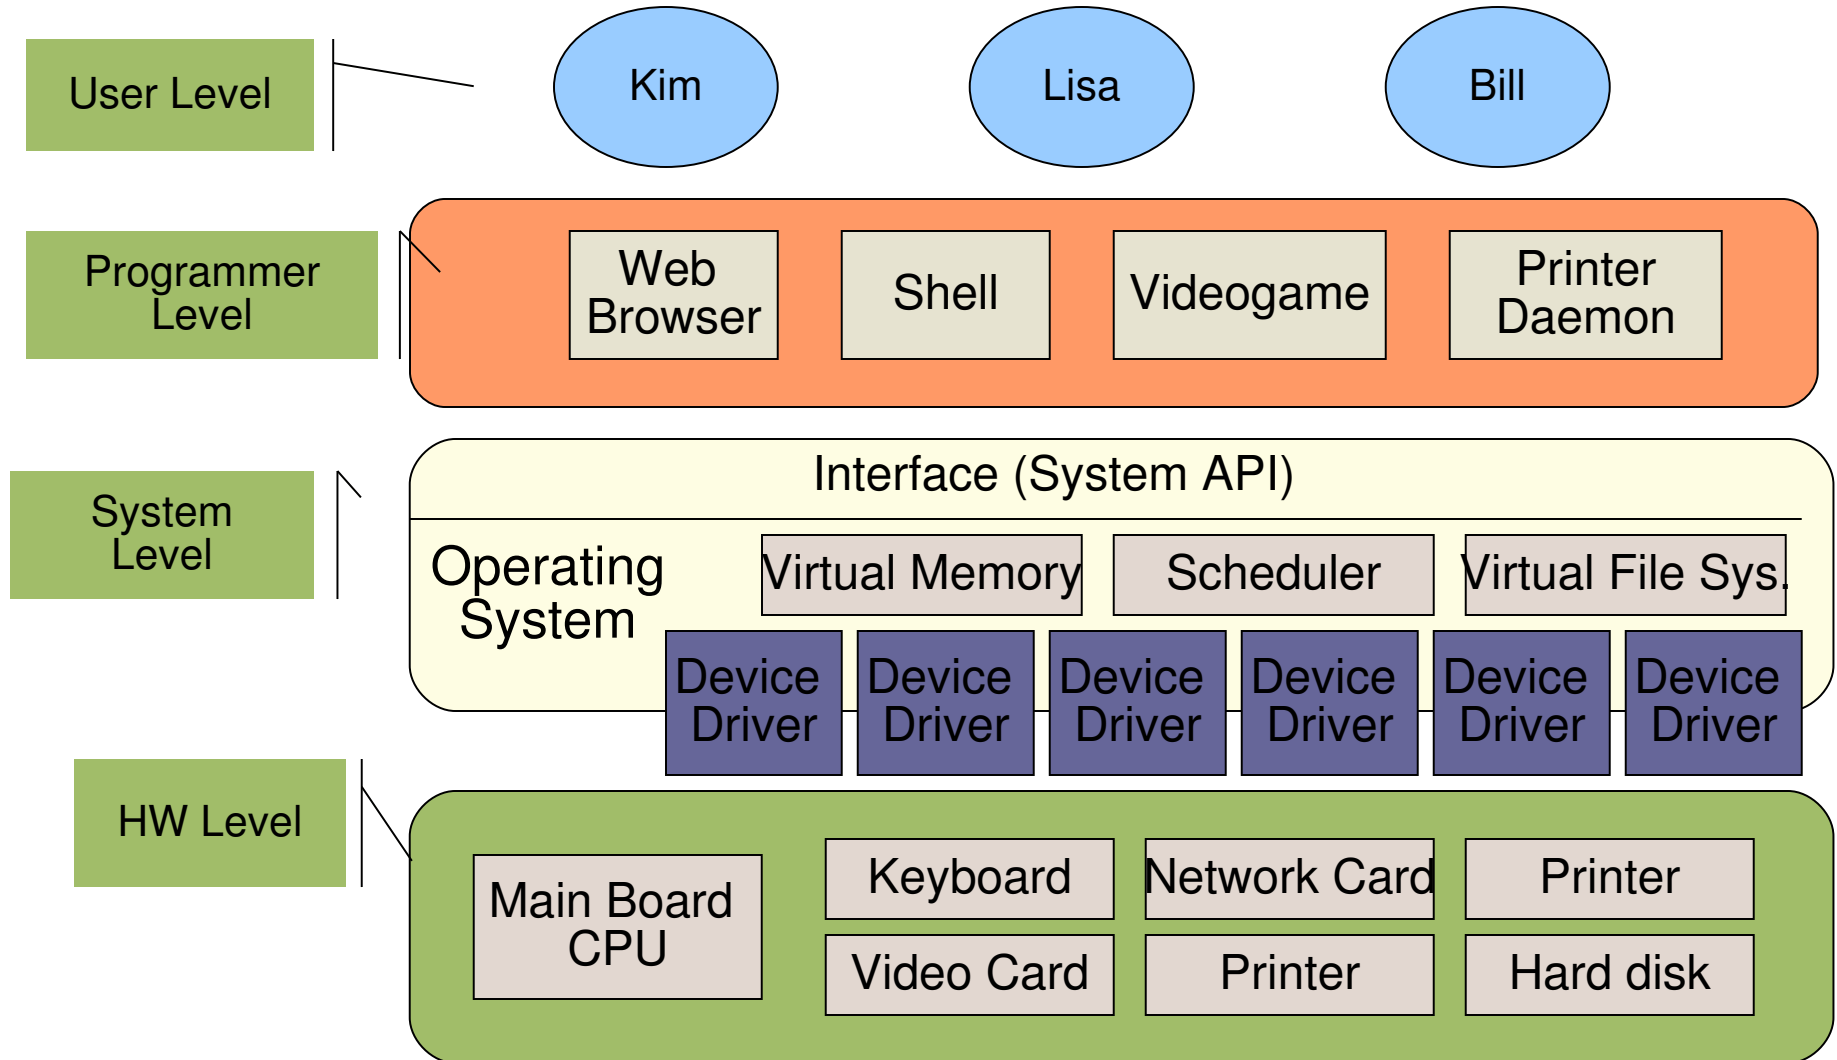 User Level
Kim
Lisa
Bill
Programmer
Level
Web
Browser
Shell
Videogame
Printer
Daemon
System
Level
Interface (System API)
Operating
System
Virtual Memory
Scheduler
Virtual File Sys.
Device
Driver
Device
Driver
Device
Driver
Device
Driver
Device
Driver
Device
Driver
HW Level
Main Board
CPU
Keyboard
Network Card
Printer
Video Card
Printer
Hard disk